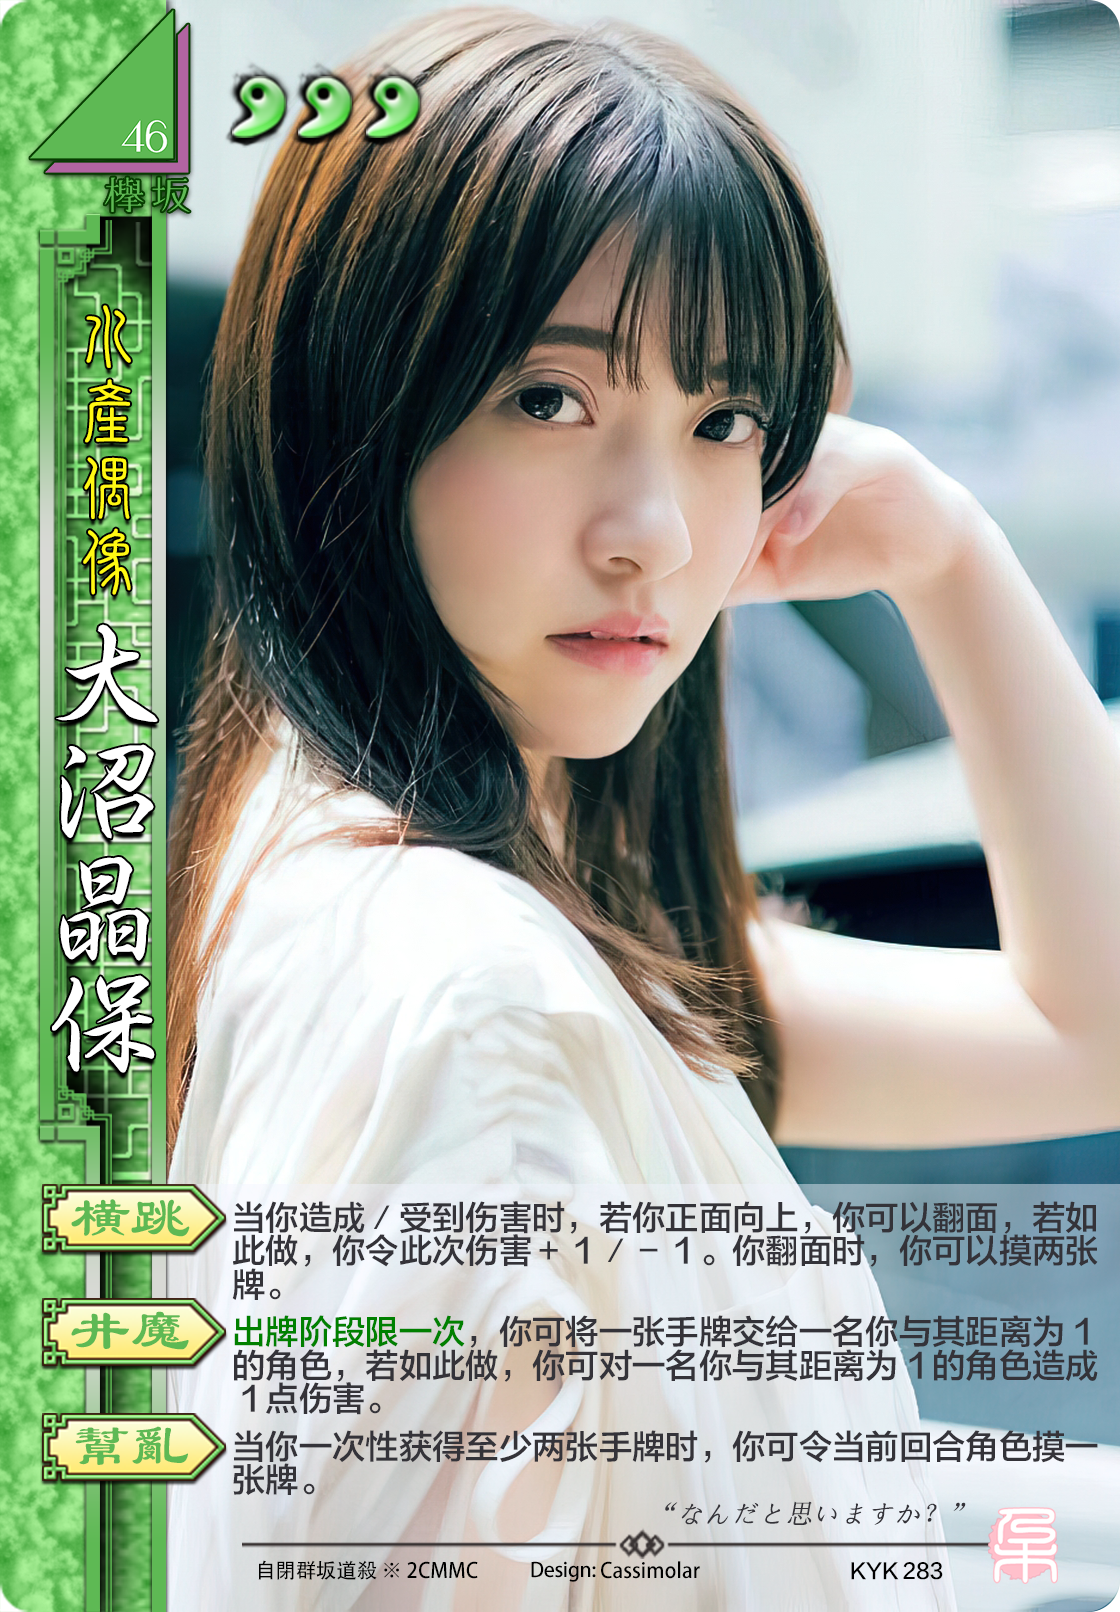 46
欅坂
水產偶像
大沼晶保
横跳
当你造成／受到伤害时，若你正面向上，你可以翻面，若如
此做，你令此次伤害＋１／－１。你翻面时，你可以摸两张
牌。
井魔
出牌阶段限一次，你可将一张手牌交给一名你与其距离为１
的角色，若如此做，你可对一名你与其距离为１的角色造成
１点伤害。
幫亂
当你一次性获得至少两张手牌时，你可令当前回合角色摸一
张牌。
“なんだと思いますか？”
自閉群坂道殺 ※ 2CMMC
Design: Cassimolar
KYK 283